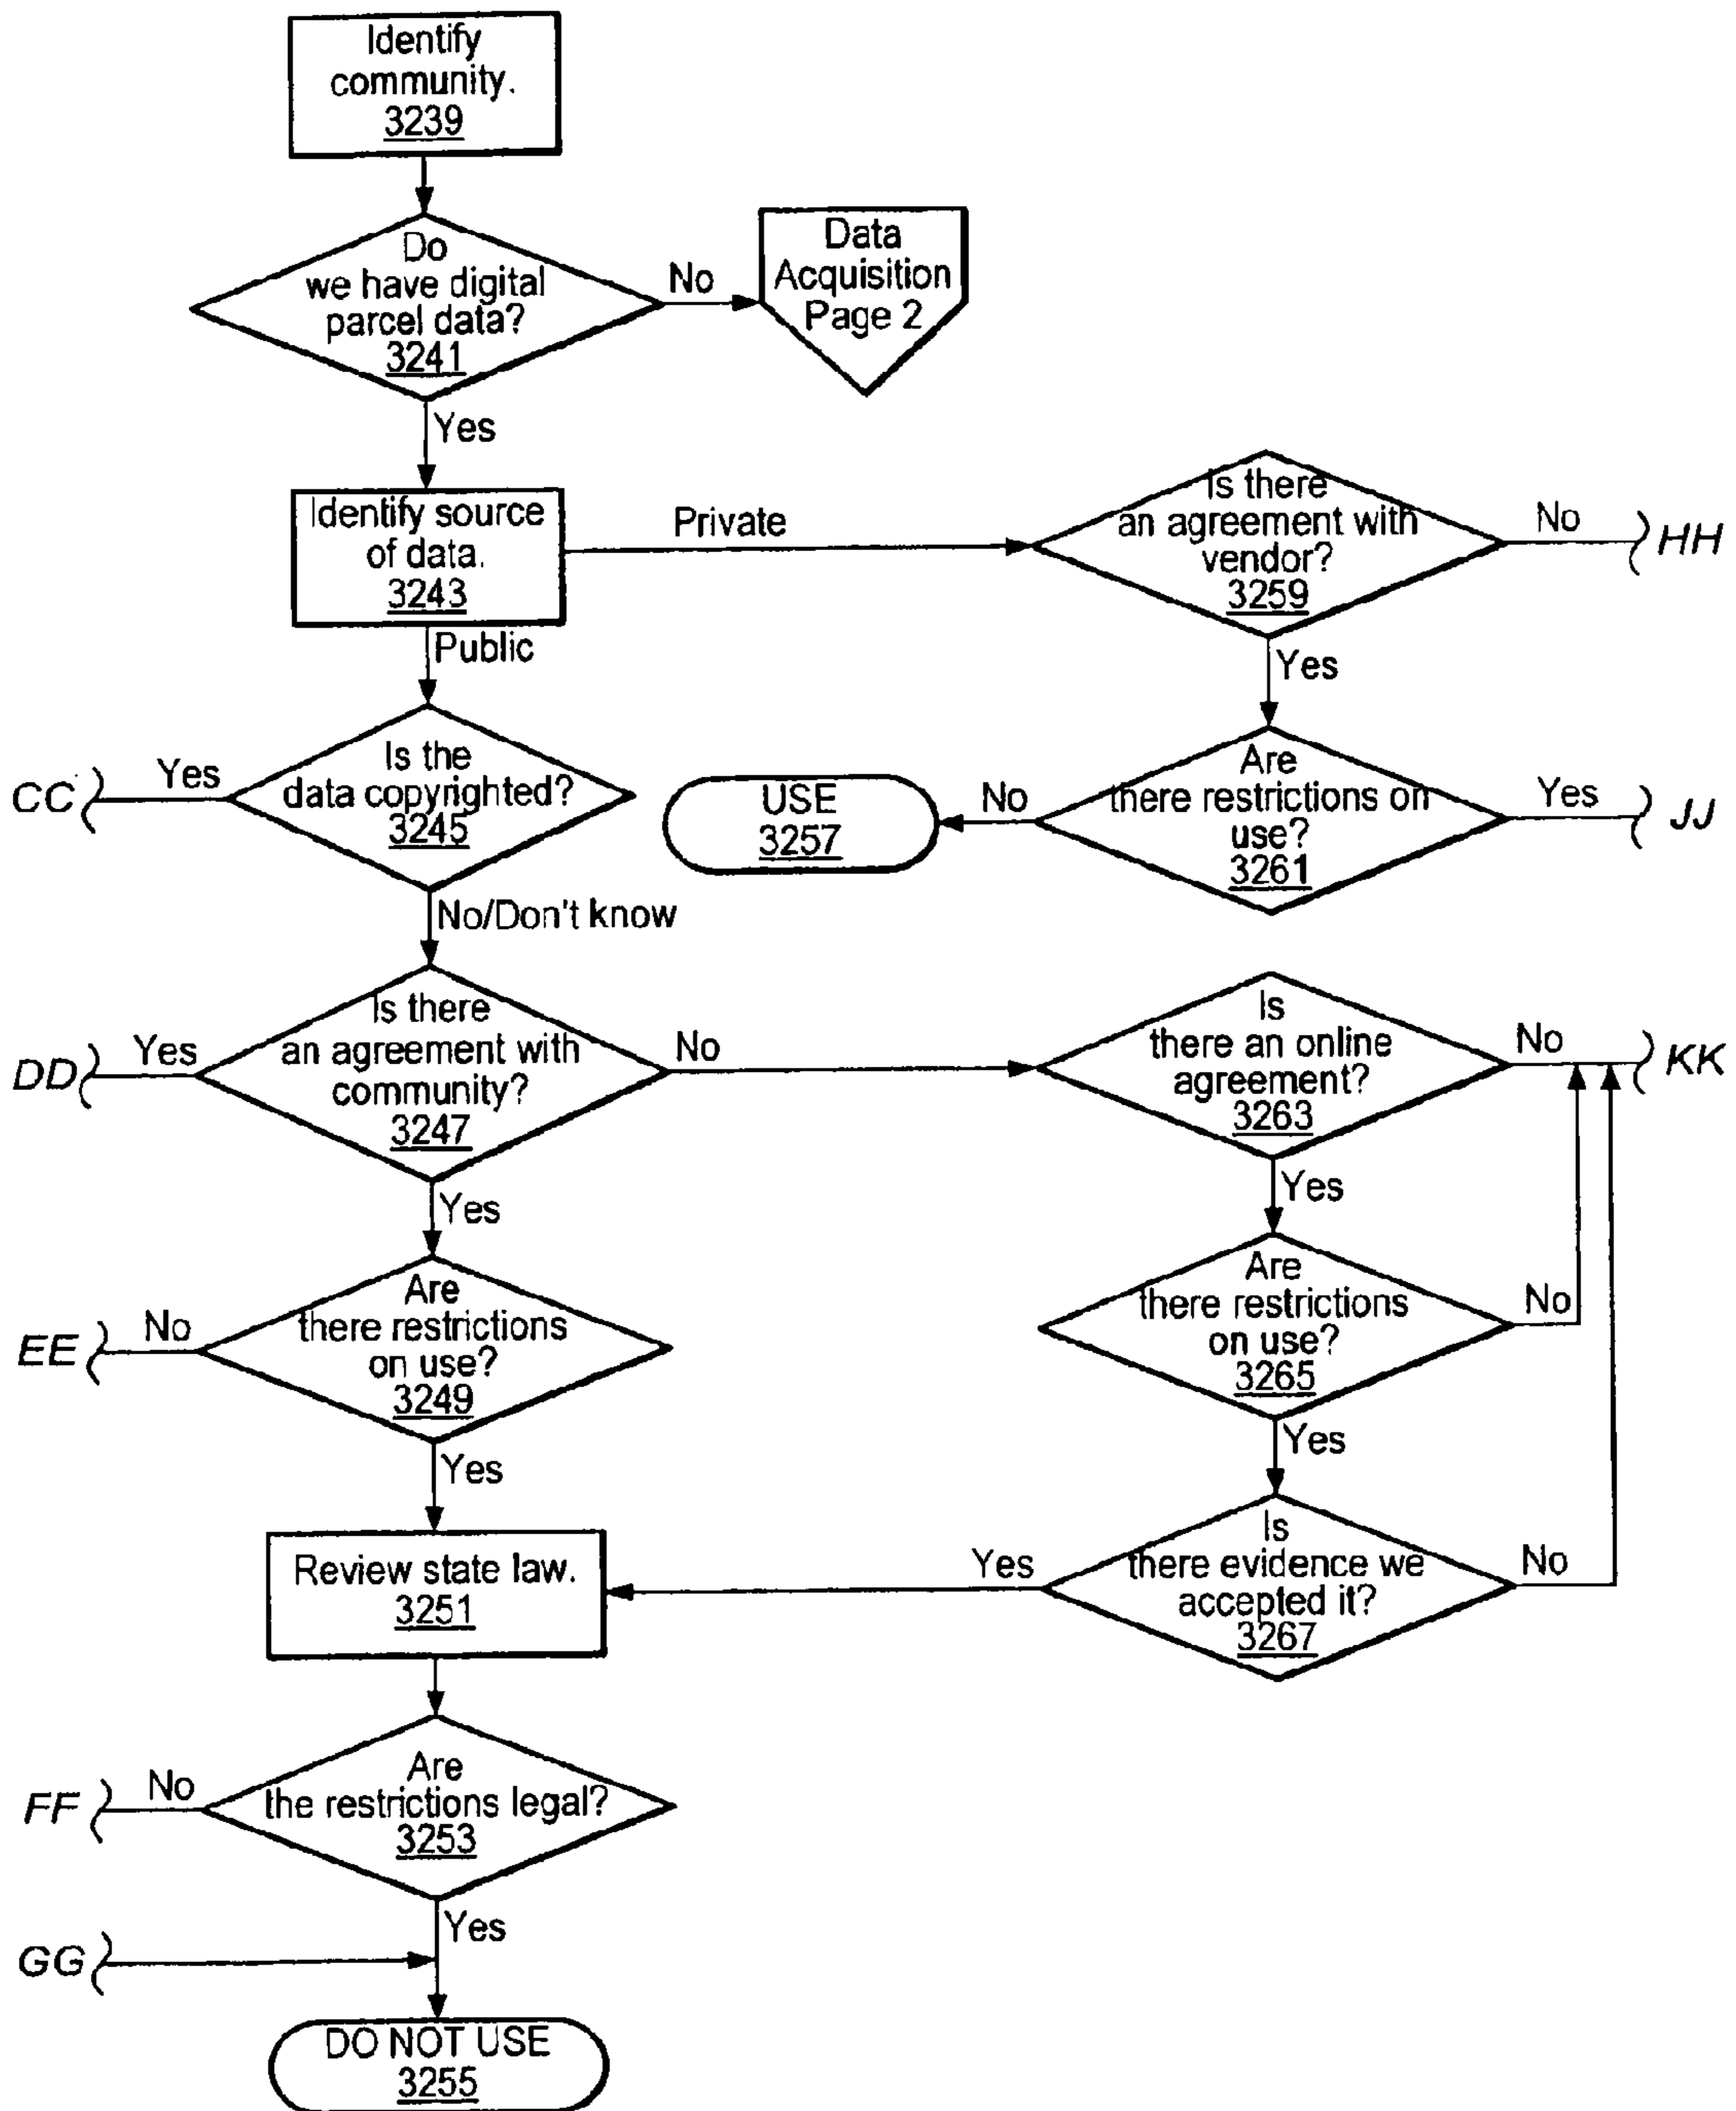 Identify
community.
3239
Do
we have digital
parcel data?
3241
No
Data
Acquisition
Page 2
Yes
Identify source
of data.
3243
Private
Is there
an agreement with
vendor?
3259
No
HH
Public
Yes
CC
Yes
Is the
data copyrighted?
3245
USE
3257
No
Are
there restrictions on
use?
3261
Yes
JJ
No/Don't know
DD
Yes
Is there
an agreement with
community?
3247
No
Is
there an online
agreement?
3263
No
KK
Yes
Yes
EE
No
Are
there restrictions
on use?
3249
Are
there restrictions
on use?
3265
No
Yes
Yes
Review state law.
3251
Yes
Is
there evidence we
accepted it?
3267
No
FF
No
Are
the restrictions legal?
3253
Yes
GG
DO NOT USE
3255